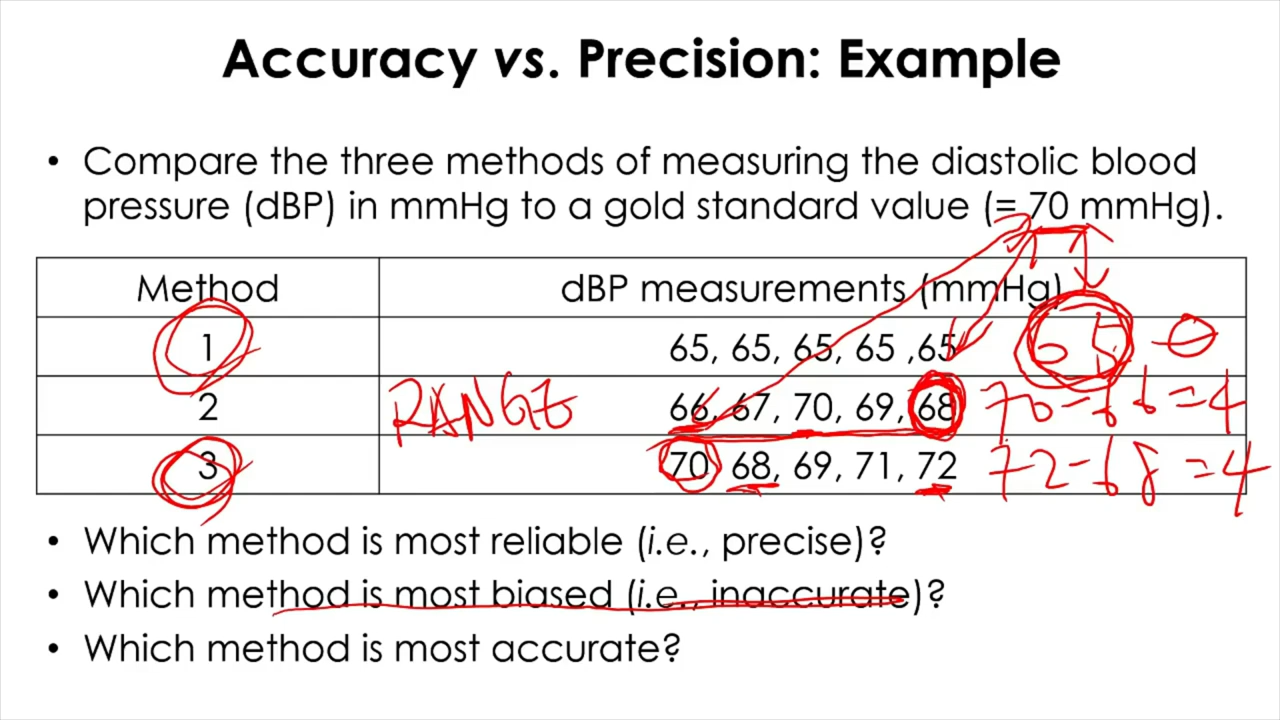 Accuracy vs. Precision: Example
• Compare the three methods of measuring the diastolic blood
pressure (dBP) in mmHg to a gold standard value (= 70 mmHg).
Method dBP measurements (mmHg)
1 65, 65, 65, 65 ,65 65 0
2 RANGE 66, 67, 70, 69, 68 70-66=4
3 70, 68, 69, 71, 72 72-68=4
• Which method is most reliable (i.e., precise)?
• Which method is most biased (i.e., inaccurate)?
• Which method is most accurate?